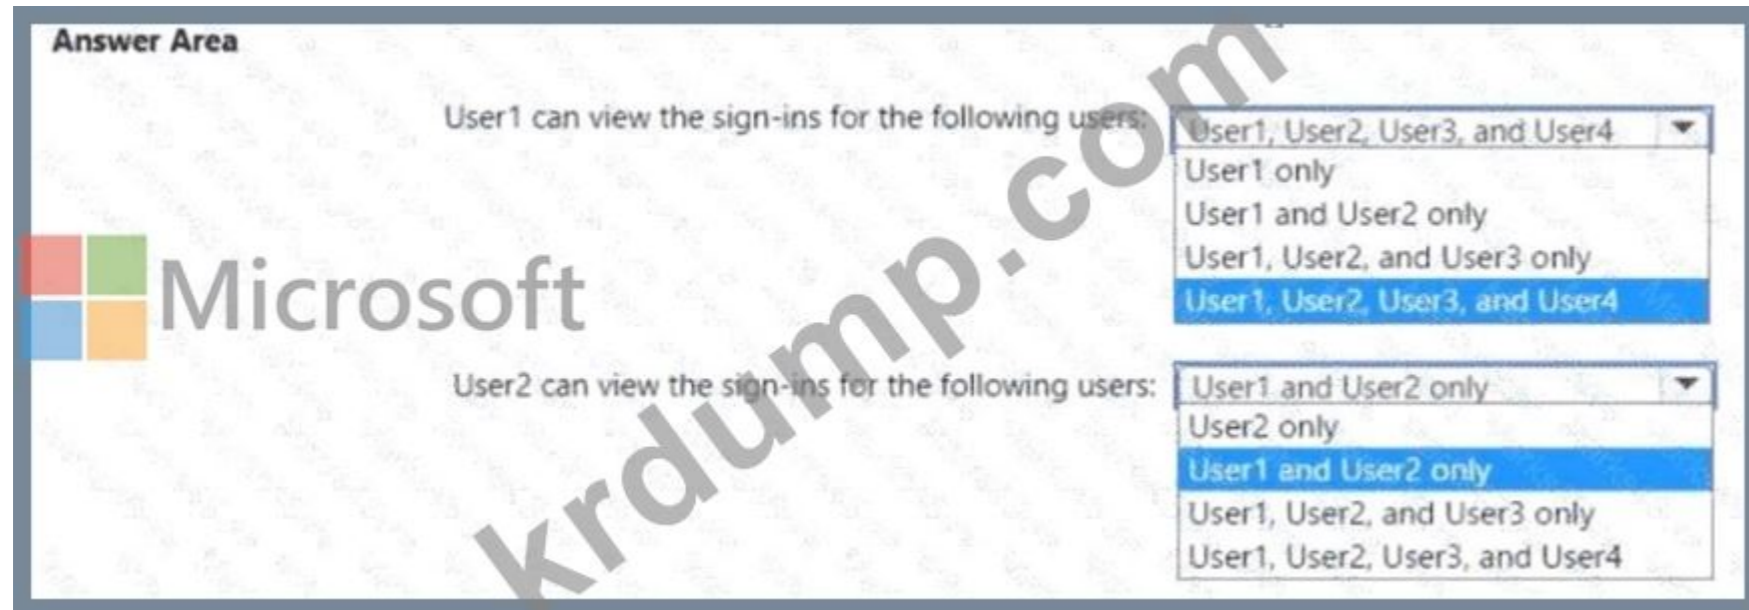 Answer Area
User1 can view the sign-ins for the following users:
User1, User2, User3, and User4
User1 only
User1 and User2 only
User1, User2, and User3 only
User1, User2, User3, and User4
Microsoft
krdump.com
User2 can view the sign-ins for the following users:
User1 and User2 only
User2 only
User1 and User2 only
User1, User2, and User3 only
User1, User2, User3, and User4